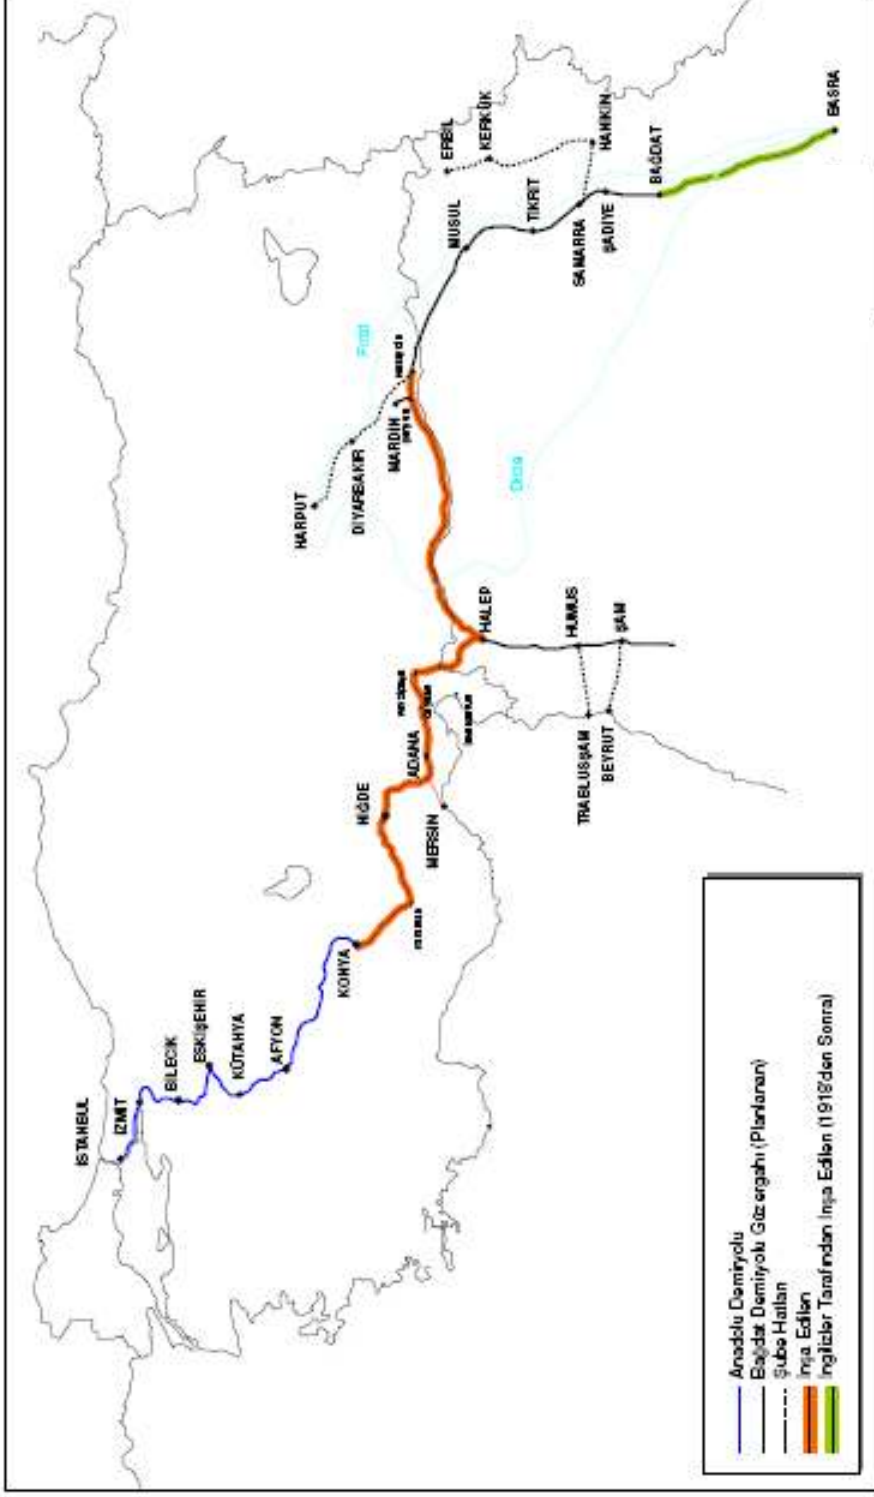 İSTANBUL
İZMİT
BİLECİK
ESKİŞEHİR
KÜTAHYA
AFYON
KONYA
NİĞDE
ADANA
MERSİN
HALEP
HUMUS
ŞAM
TRABLUSŞAM
BEYRUT
HARPUT
DİYARBAKIR
MARDİN
Fırat
Dicle
MUSUL
ERBİL
KERKÜK
TİKRİT
SAMARRA
HANİKİN
ŞADİYE
BAĞDAT
BASRA
Anadolu Demiryolu
Bağdat Demiryolu Güzergahı (Planlanan)
Şube Hatları
İnşa Edilen
İngilizler Tarafından İnşa Edilen (1918'den Sonra)